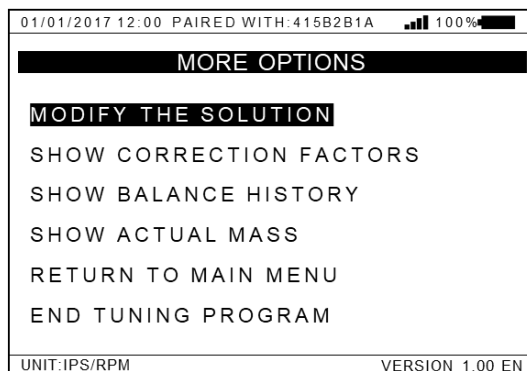 01/01/2017 12:00 PAIRED WITH:415B2B1A 100%
MORE OPTIONS
MODIFY THE SOLUTION
SHOW CORRECTION FACTORS
SHOW BALANCE HISTORY
SHOW ACTUAL MASS
RETURN TO MAIN MENU
END TUNING PROGRAM
UNIT:IPS/RPM VERSION 1.00 EN